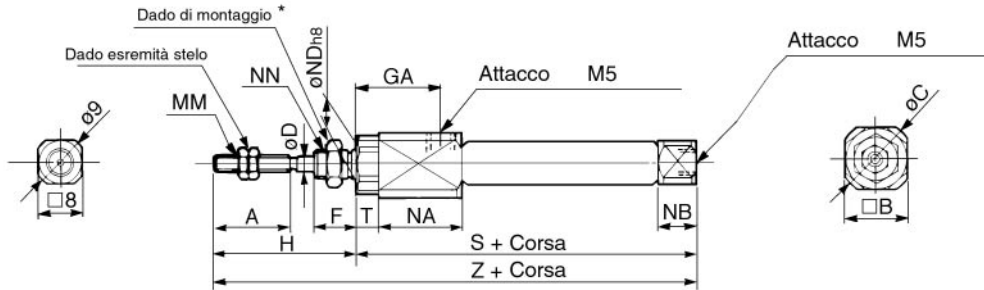 Dado di montaggio *
Dado esremità stelo
NN
øNDh8
GA
Attacco M5
Attacco M5
MM
øD
ø9
øC
□8
A
F
T
NA
NB
□B
H
S + Corsa
Z + Corsa